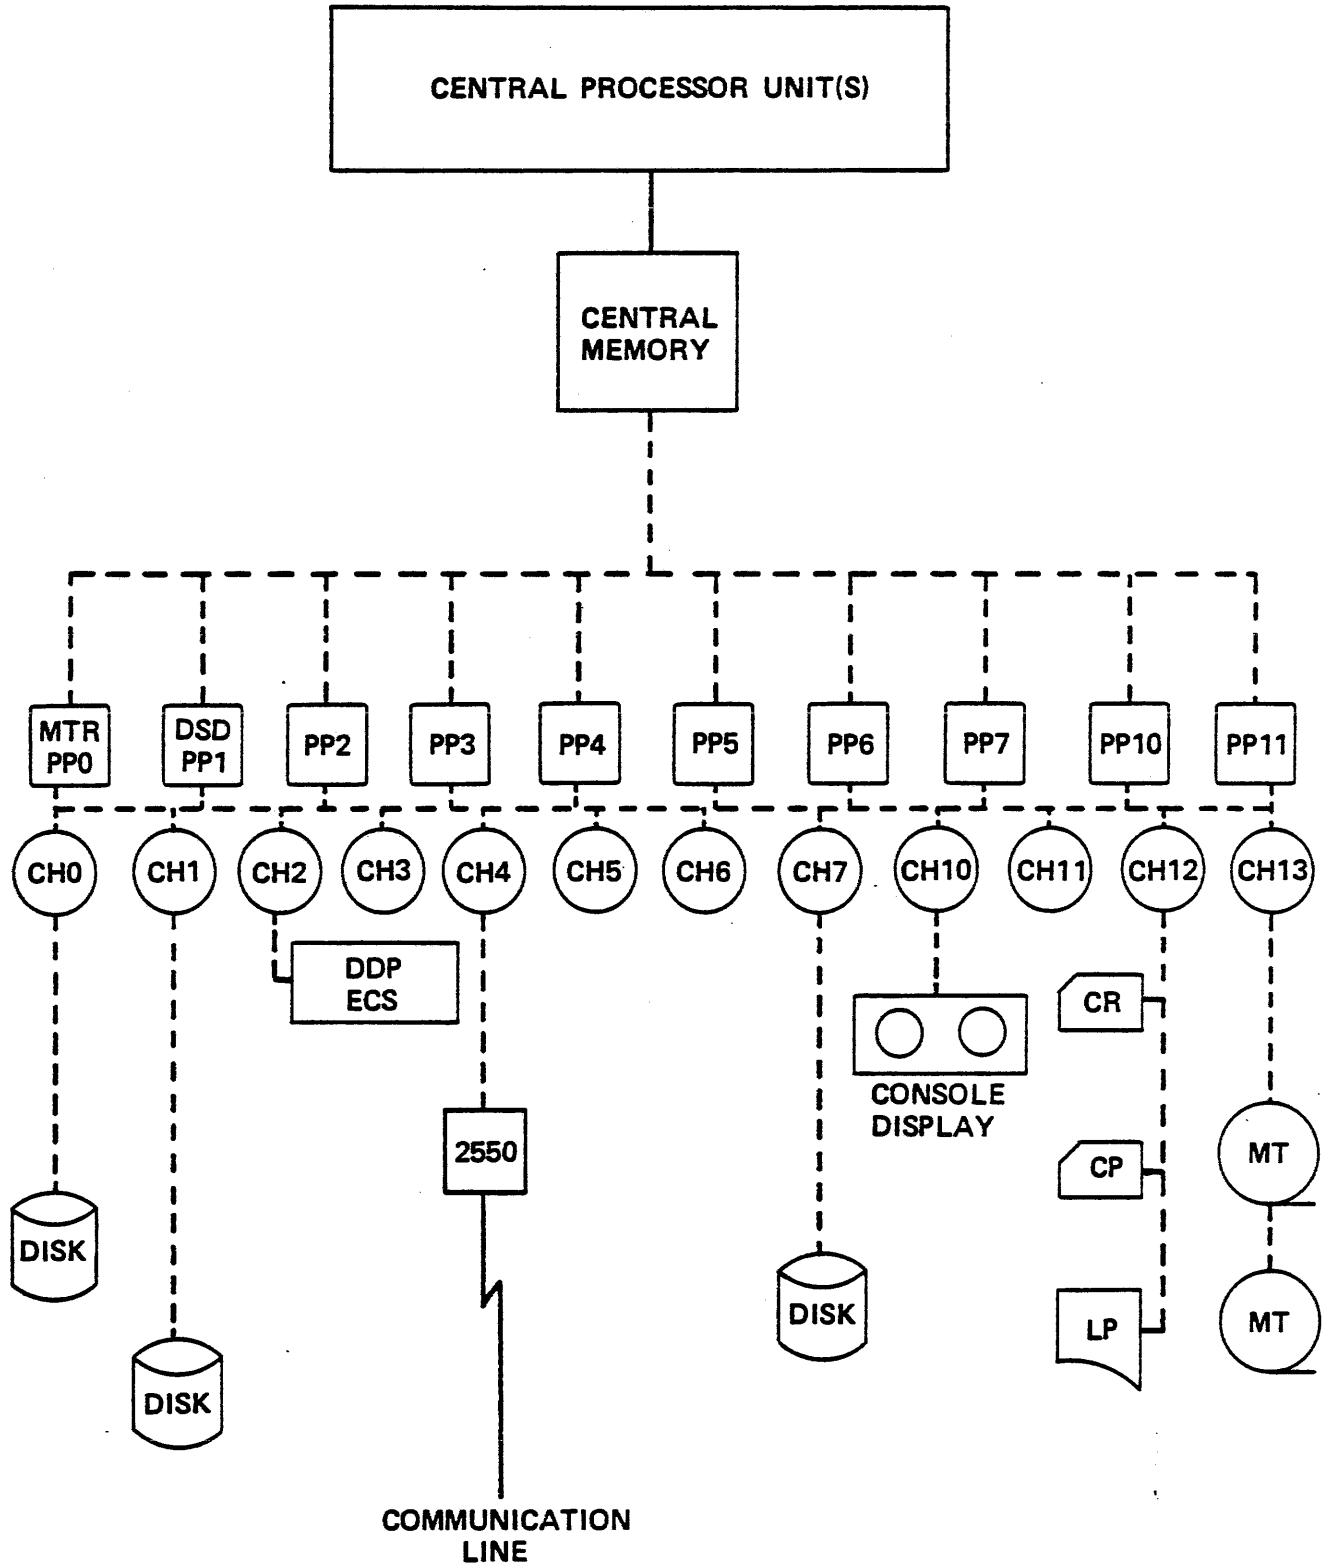 CENTRAL PROCESSOR UNIT(S)
CENTRAL
MEMORY
MTR
PP0
DSD
PP1
PP2
PP3
PP4
PP5
PP6
PP7
PP10
PP11
CH0
CH1
CH2
CH3
CH4
CH5
CH6
CH7
CH10
CH11
CH12
CH13
DDP
ECS
CR
CONSOLE
DISPLAY
2550
CP
MT
DISK
DISK
LP
MT
DISK
COMMUNICATION
LINE